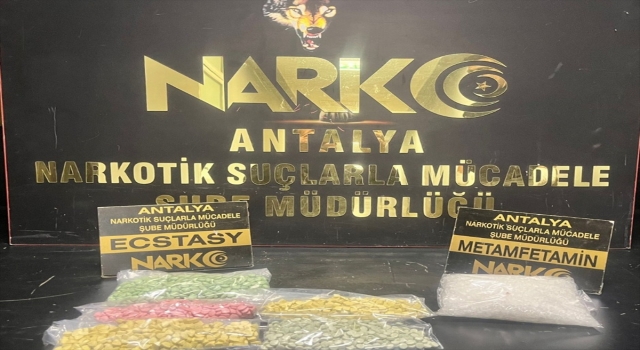 NARKO
ANTALYA
NARKOTİK SUÇLARLA MÜCADELE
ŞUBE MÜDÜRLÜĞÜ
ANTALYA
NARKOTİK SUÇLARLA MÜCADELE
ŞUBE MÜDÜRLÜĞÜ
ECSTASY
NARKO
ANTALYA
NARKOTİK SUÇLARLA MÜCADELE
ŞUBE MÜDÜRLÜĞÜ
METAMFETAMİN
NARKO